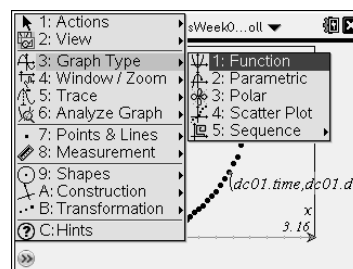 1: Actions
2: View
3: Graph Type
4: Window / Zoom
5: Trace
6: Analyze Graph
7: Points & Lines
8: Measurement
9: Shapes
A: Construction
B: Transformation
C: Hints
sWeek0...oll
1: Function
2: Parametric
3: Polar
4: Scatter Plot
5: Sequence
(dc01.time,dc01.d
x
3.16